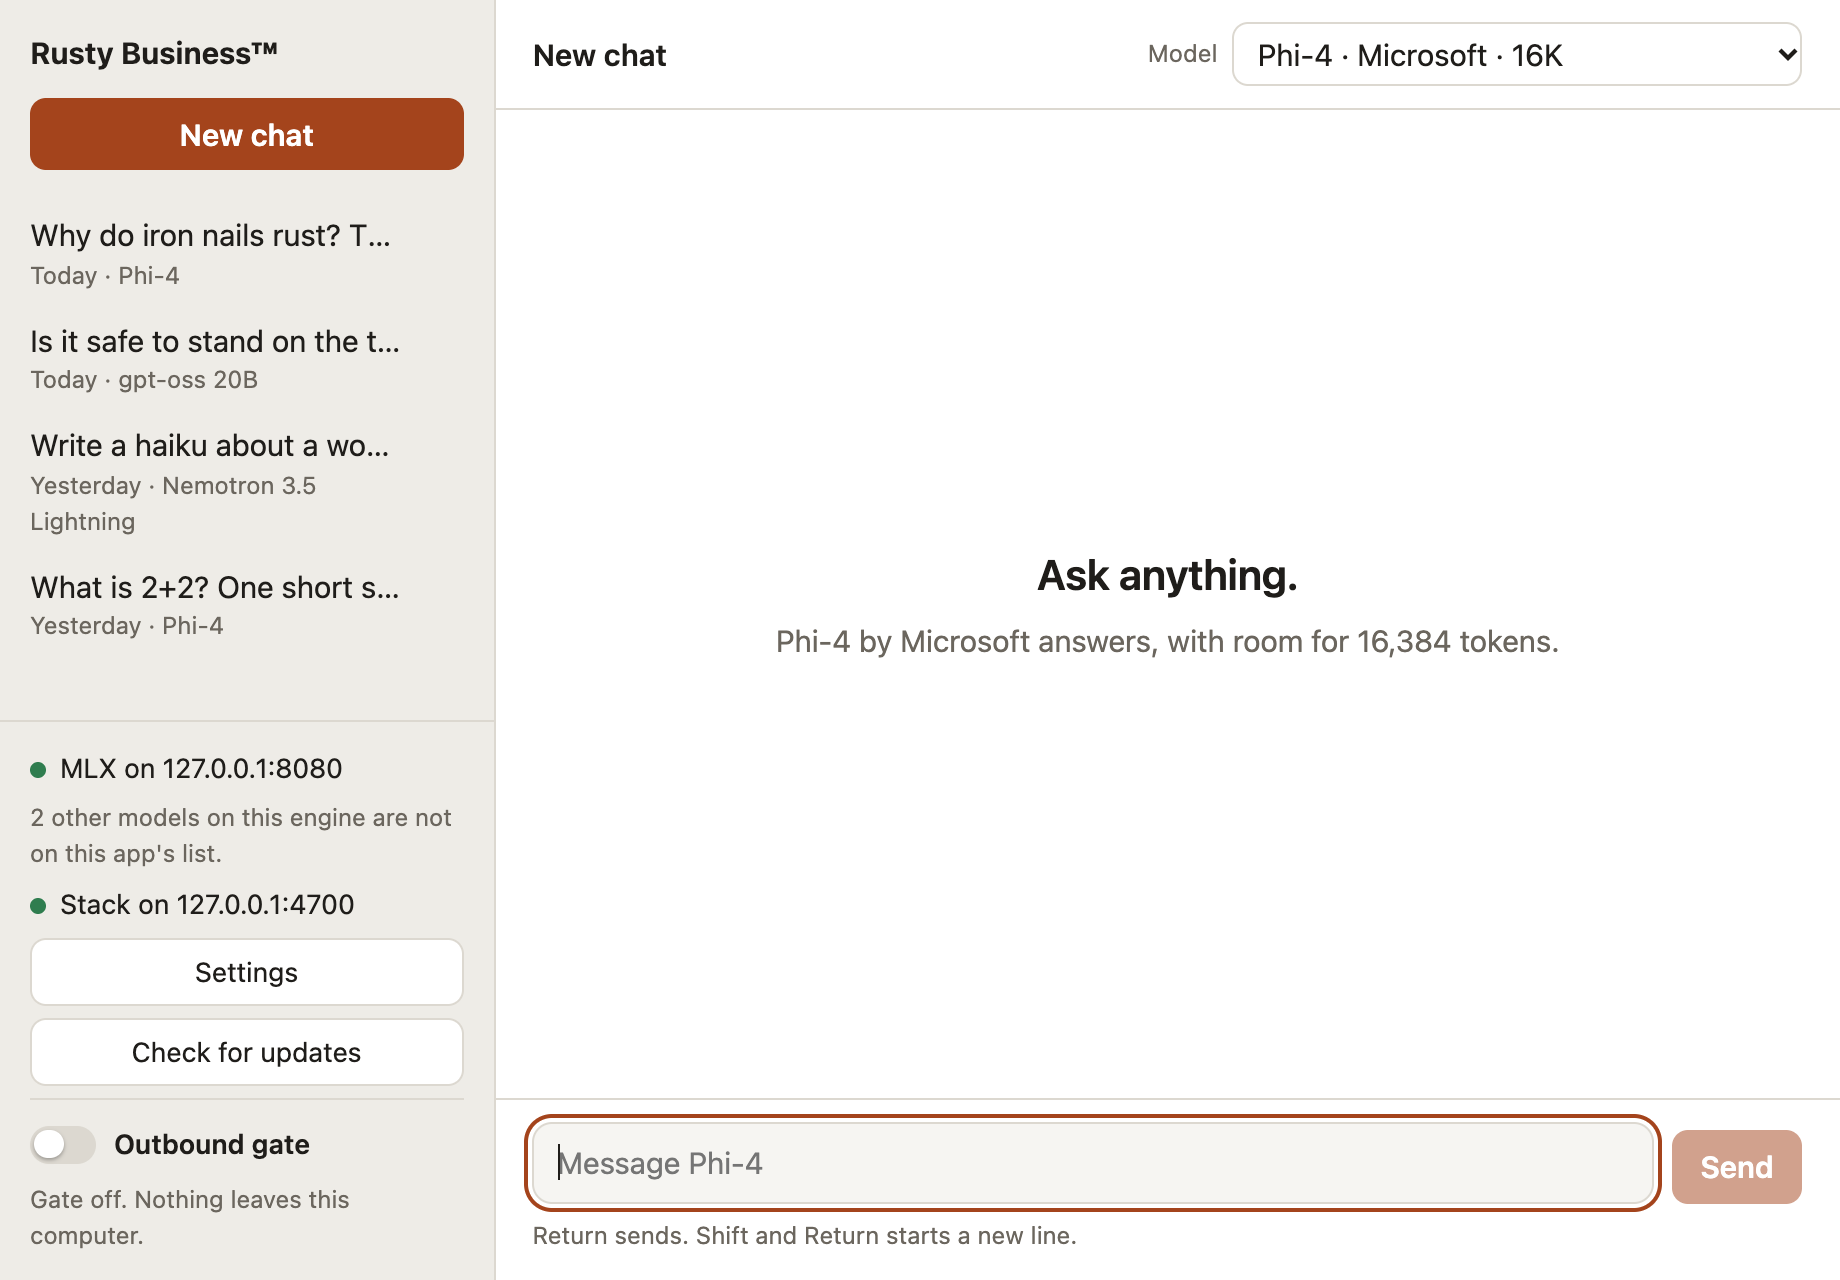 Rusty Business™
New chat
Why do iron nails rust? T...
Today · Phi-4
Is it safe to stand on the t...
Today · gpt-oss 20B
Write a haiku about a wo...
Yesterday · Nemotron 3.5
Lightning
What is 2+2? One short s...
Yesterday · Phi-4
MLX on 127.0.0.1:8080
2 other models on this engine are not
on this app's list.
Stack on 127.0.0.1:4700
Settings
Check for updates
Outbound gate
Gate off. Nothing leaves this
computer.
New chat
Model
Phi-4 · Microsoft · 16K
Ask anything.
Phi-4 by Microsoft answers, with room for 16,384 tokens.
Message Phi-4
Send
Return sends. Shift and Return starts a new line.